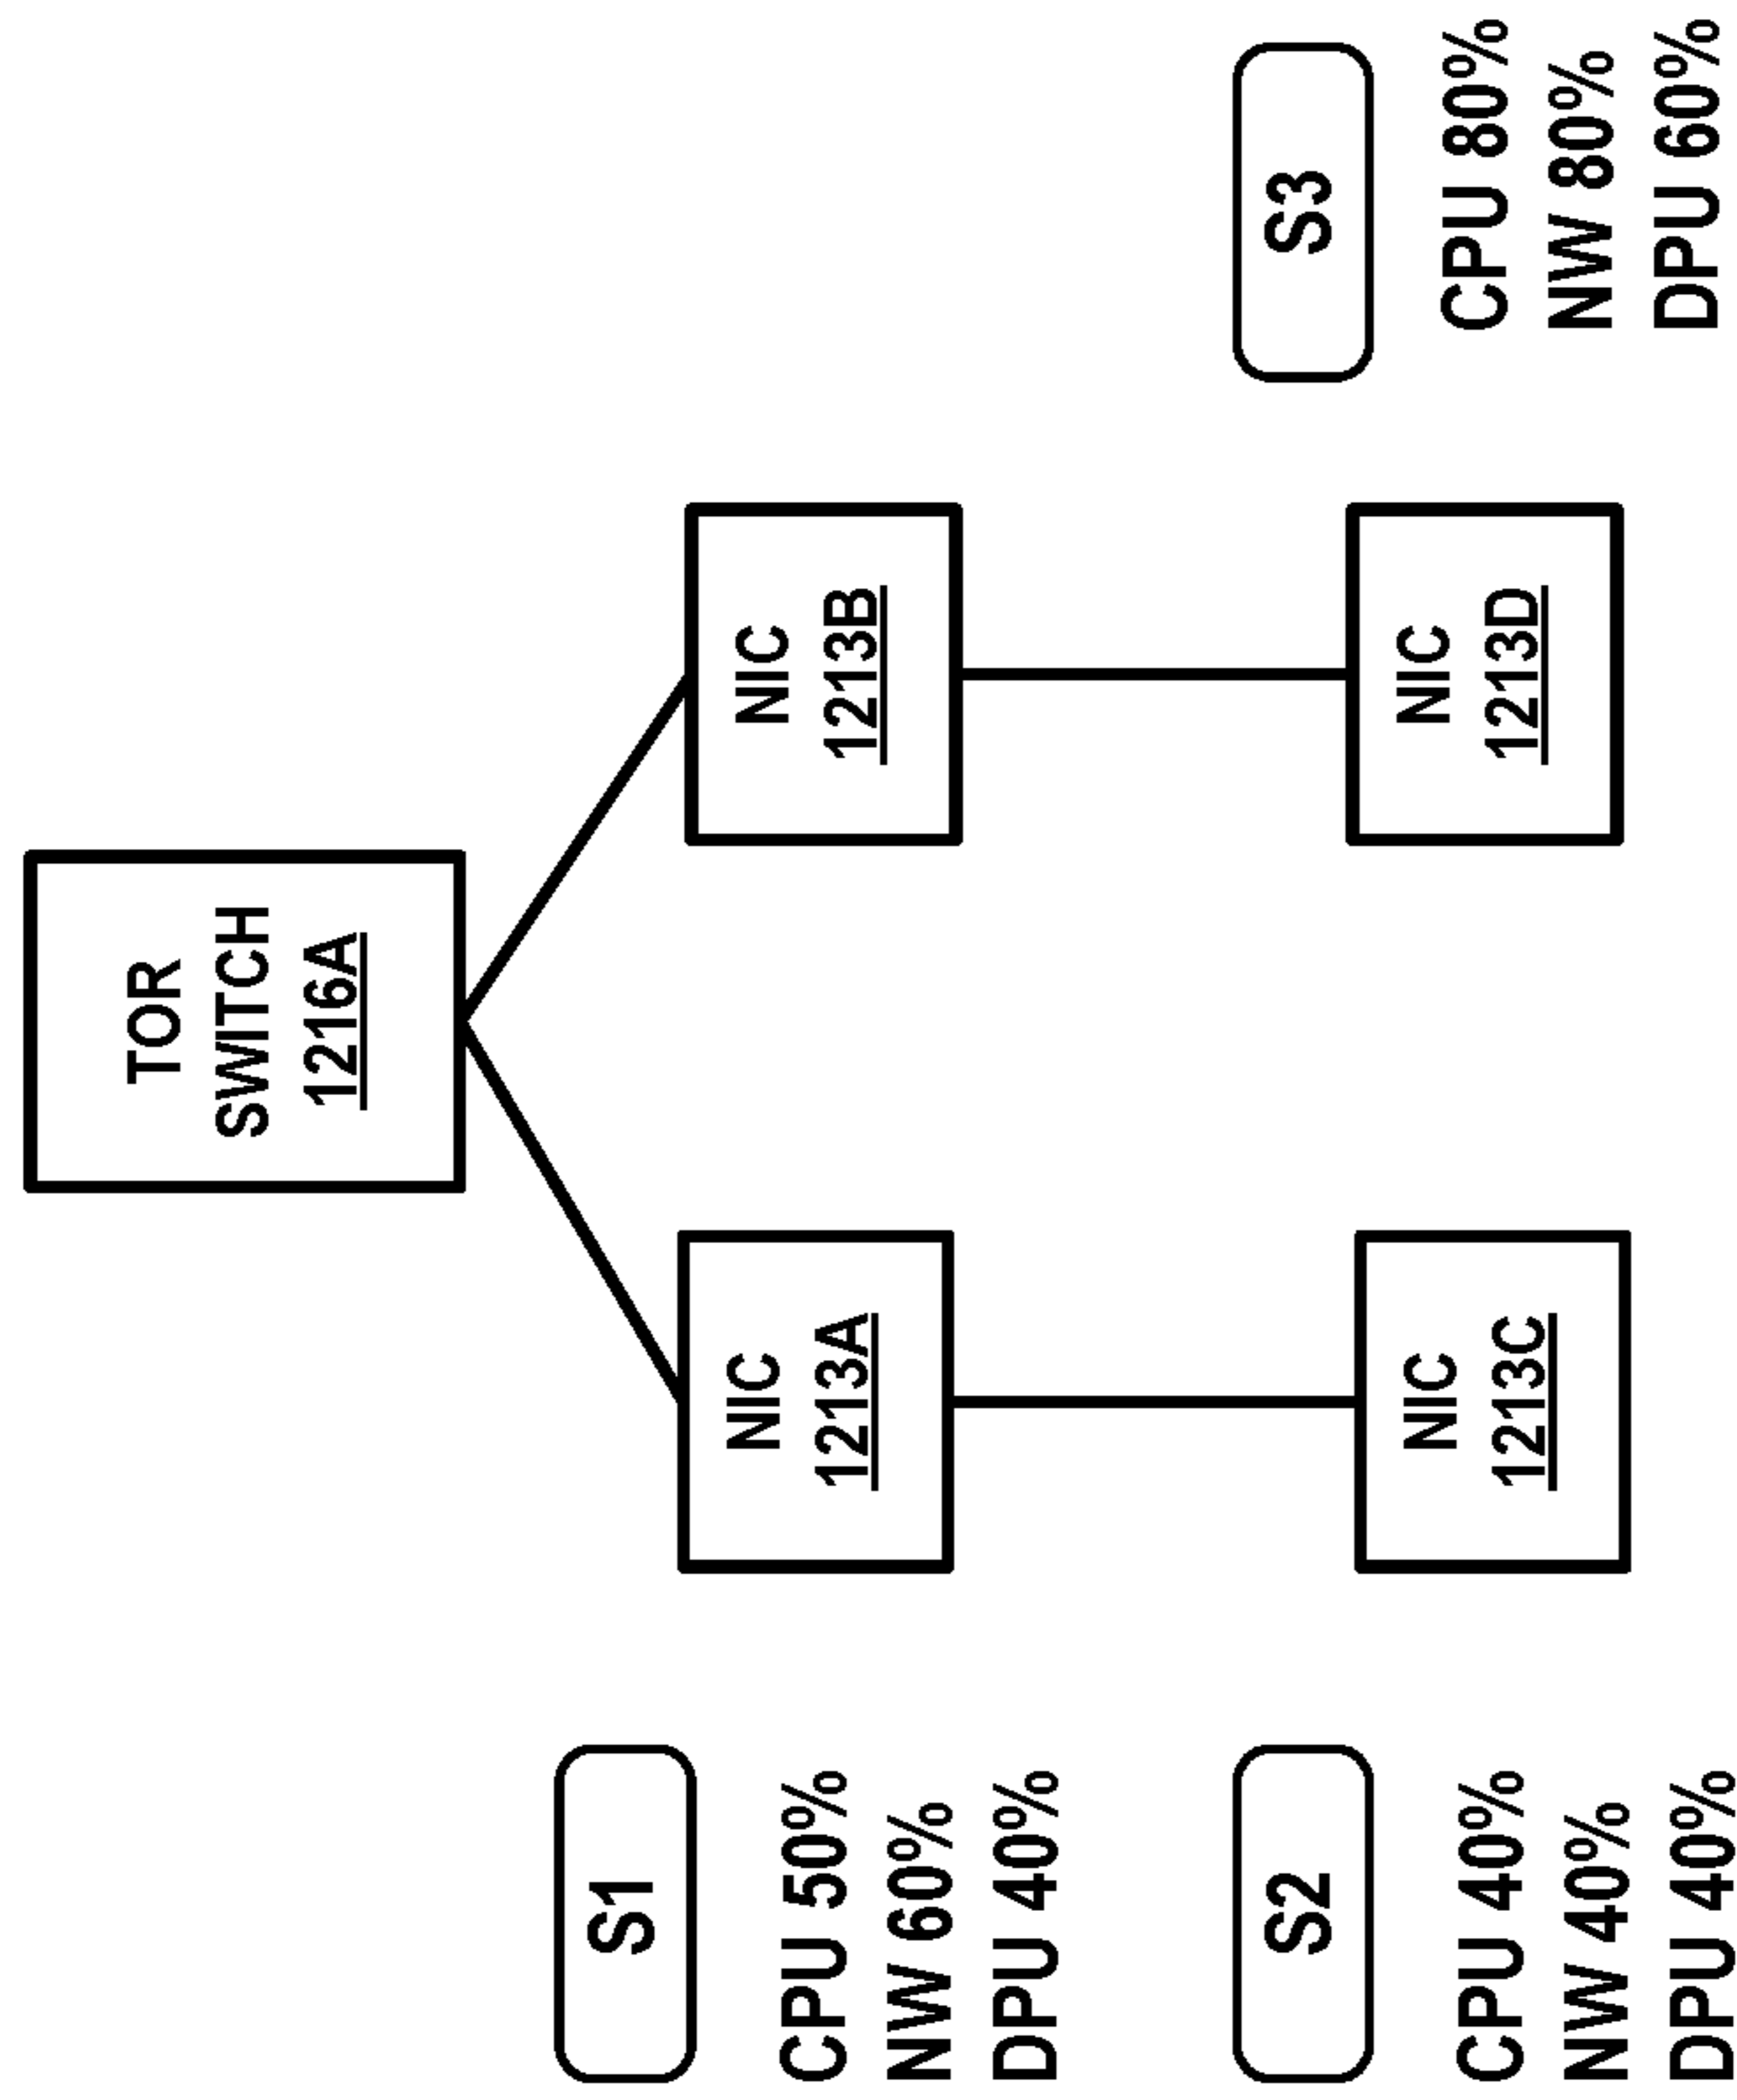 TOR
SWITCH
1216A
S1
CPU 50%
NW 60%
DPU 40%
NIC
1213A
NIC
1213B
S2
CPU 40%
NW 40%
DPU 40%
NIC
1213C
NIC
1213D
S3
CPU 80%
NW 80%
DPU 60%